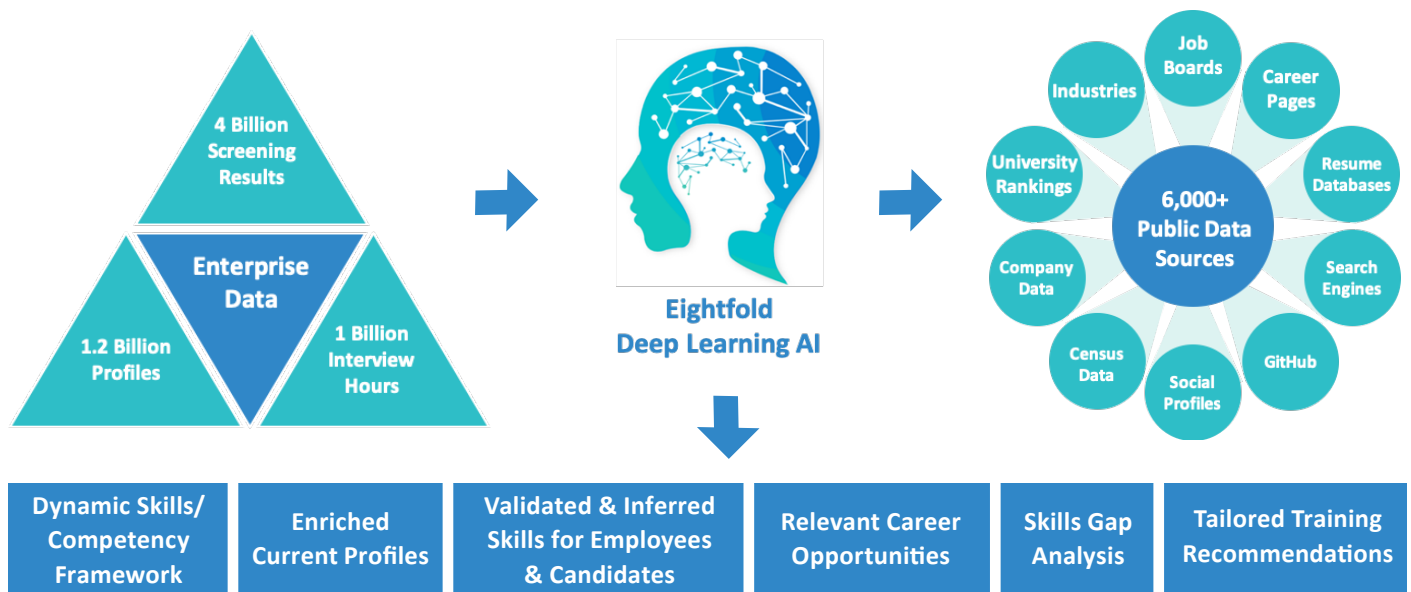 4 Billion
Screening
Results
Enterprise
Data
1.2 Billion
Profiles
1 Billion
Interview
Hours
Eightfold
Deep Learning AI
Job
Boards
Career
Pages
Resume
Databases
Search
Engines
GitHub
Social
Profiles
Census
Data
Company
Data
University
Rankings
Industries
6,000+
Public Data
Sources
Dynamic Skills/
Competency
Framework
Enriched
Current Profiles
Validated & Inferred
Skills for Employees
& Candidates
Relevant Career
Opportunities
Skills Gap
Analysis
Tailored Training
Recommendations